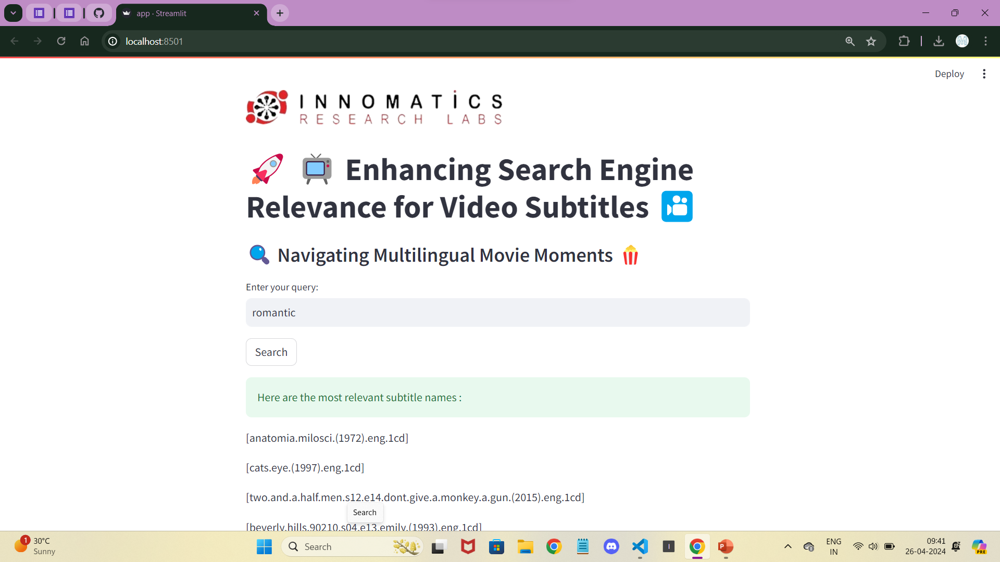 app · Streamlit
localhost:8501
Deploy
INNOMATICS
RESEARCH LABS
Enhancing Search Engine
Relevance for Video Subtitles
Navigating Multilingual Movie Moments
Enter your query:
romantic
Search
Here are the most relevant subtitle names :
[anatomia.milosci.(1972).eng.1cd]
[cats.eye.(1997).eng.1cd]
[two.and.a.half.men.s12.e14.dont.give.a.monkey.a.gun.(2015).eng.1cd]
Search
[beverly.hills.90210.s04.e13.emily.(1993).eng.1cd]
1
30°C
Sunny
Search
I
P
ENG
IN
09:41
26-04-2024
PRE